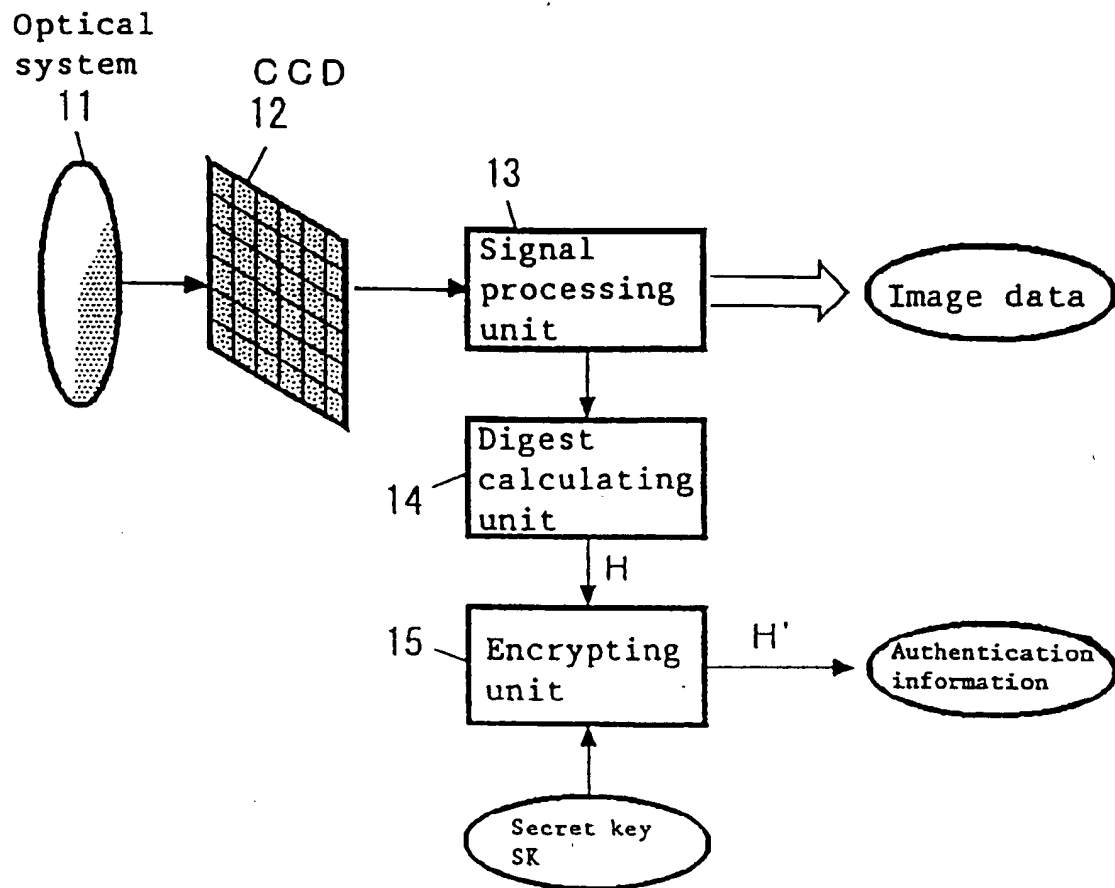 Optical
system
11
CCD
12
13
Signal
processing
unit
Image data
14
Digest
calculating
unit
H
15
Encrypting
unit
H'
Authentication
information
Secret key
SK